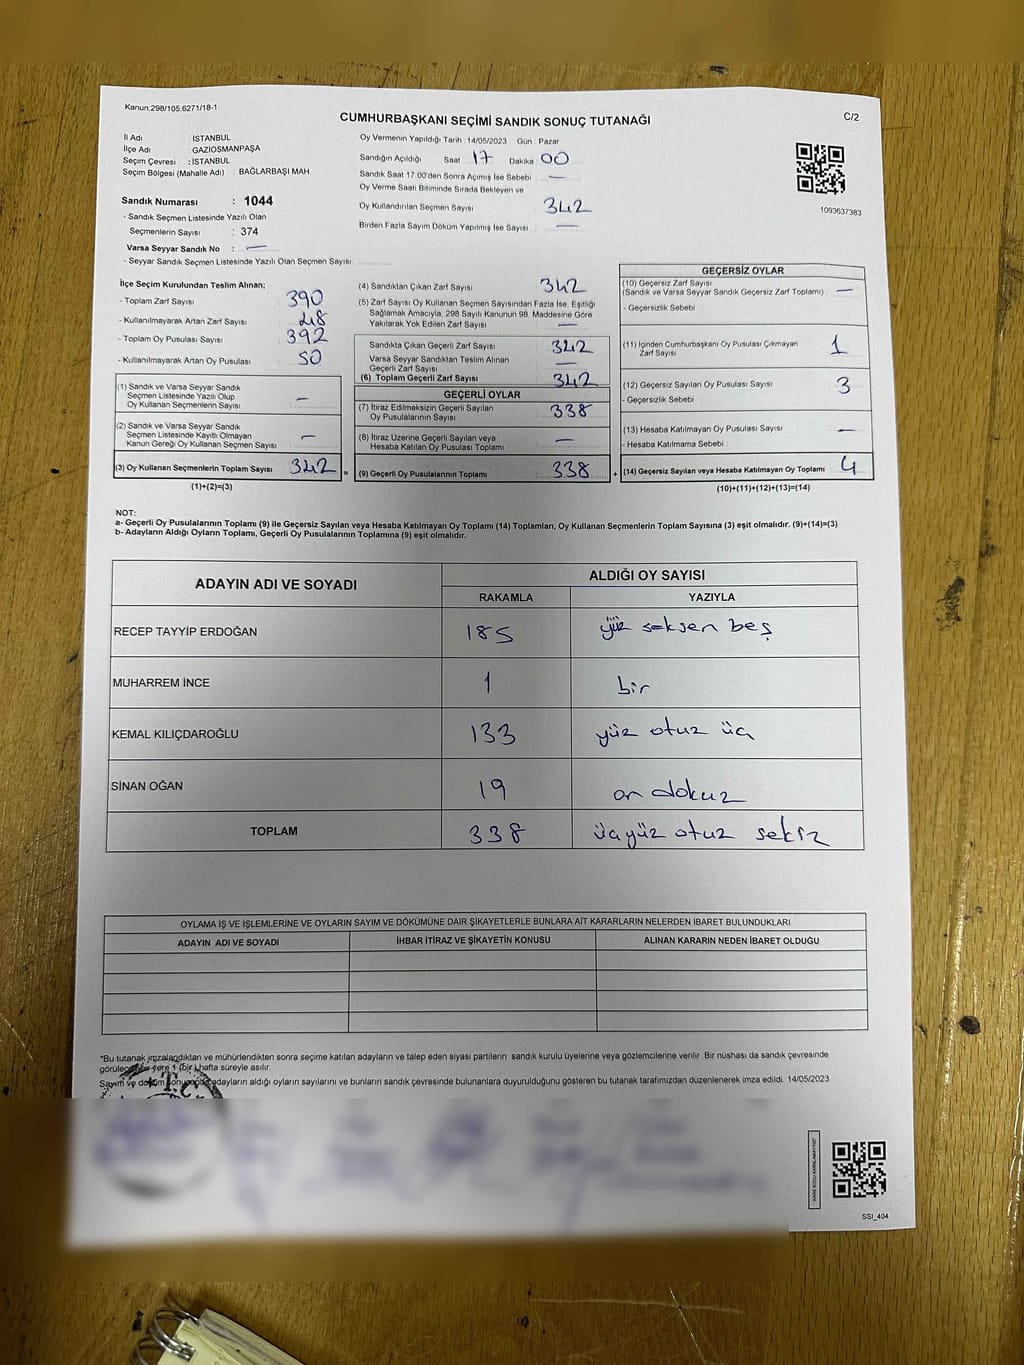 Kanun.298/105,6271/18-1
CUMHURBAŞKANI SEÇİMİ SANDIK SONUÇ TUTANAĞI
C/2
İl Adı : İSTANBUL
İlçe Adı : GAZİOSMANPAŞA
Seçim Çevresi : İSTANBUL
Seçim Bölgesi (Mahalle Adı) : BAĞLARBAŞI MAH.
Sandık Numarası : 1044
- Sandık Seçmen Listesinde Yazılı Olan
Seçmenlerin Sayısı : 374
Varsa Seyyar Sandık No : —
- Seyyar Sandık Seçmen Listesinde Yazılı Olan Seçmen Sayısı:
Oy Vermenin Yapıldığı Tarih : 14/05/2023 Gün : Pazar
Sandığın Açıldığı Saat 17 Dakika 00
Sandık Saat 17:00'den Sonra Açımış İse Sebebi : —
Oy Verme Saati Bitiminde Sırada Bekleyen ve
Oy Kullandırılan Seçmen Sayısı : 342
Birden Fazla Sayım Döküm Yapılmış İse Sayısı : —
1093637383
İlçe Seçim Kurulundan Teslim Alınan;
- Toplam Zarf Sayısı : 390
- Kullanılmayarak Artan Zarf Sayısı : 48
- Toplam Oy Pusulası Sayısı : 392
- Kullanılmayarak Artan Oy Pusulası : 50
(1) Sandık ve Varsa Seyyar Sandık
Seçmen Listesinde Yazılı Olup
Oy Kullanan Seçmenlerin Sayısı : —
(2) Sandık ve Varsa Seyyar Sandık
Seçmen Listesinde Kayıtlı Olmayan
Kanun Gereği Oy Kullanan Seçmen Sayısı : —
(3) Oy Kullanan Seçmenlerin Toplam Sayısı : 342 =
(1)+(2)=(3)
(4) Sandıktan Çıkan Zarf Sayısı : 342
(5) Zarf Sayısı Oy Kullanan Seçmen Sayısından Fazla İse, Eşitliği
Sağlamak Amacıyla, 298 Sayılı Kanunun 98. Maddesine Göre
Yakılarak Yok Edilen Zarf Sayısı : —
Sandıkta Çıkan Geçerli Zarf Sayısı : 342
Varsa Seyyar Sandıktan Teslim Alınan
Geçerli Zarf Sayısı : —
(6) Toplam Geçerli Zarf Sayısı : 342
GEÇERLİ OYLAR
(7) İtiraz Edilmeksizin Geçerli Sayılan
Oy Pusulalarının Sayısı : 338
(8) İtiraz Üzerine Geçerli Sayılan veya
Hesaba Katılan Oy Pusulası Toplamı : —
(9) Geçerli Oy Pusulalarının Toplamı : 338 +
GEÇERSİZ OYLAR
(10) Geçersiz Zarf Sayısı
(Sandık ve Varsa Seyyar Sandık Geçersiz Zarf Toplamı) : —
- Geçersizlik Sebebi :
(11) İçinden Cumhurbaşkanı Oy Pusulası Çıkmayan
Zarf Sayısı : 1
(12) Geçersiz Sayılan Oy Pusulası Sayısı : 3
- Geçersizlik Sebebi :
(13) Hesaba Katılmayan Oy Pusulası Sayısı : —
- Hesaba Katılmama Sebebi :
(14) Geçersiz Sayılan veya Hesaba Katılmayan Oy Toplamı : 4
(10)+(11)+(12)+(13)=(14)
NOT:
a- Geçerli Oy Pusulalarının Toplamı (9) ile Geçersiz Sayılan veya Hesaba Katılmayan Oy Toplamı (14) Toplamları, Oy Kullanan Seçmenlerin Toplam Sayısına (3) eşit olmalıdır. (9)+(14)=(3)
b- Adayların Aldığı Oyların Toplamı, Geçerli Oy Pusulalarının Toplamına (9) eşit olmalıdır.
ADAYIN ADI VE SOYADI
ALDIĞI OY SAYISI
RAKAMLA YAZIYLA
RECEP TAYYİP ERDOĞAN 185 yüz seksen beş
MUHARREM İNCE 1 bir
KEMAL KILIÇDAROĞLU 133 yüz otuz üç
SİNAN OĞAN 19 on dokuz
TOPLAM 338 üçyüz otuz sekiz
OYLAMA İŞ VE İŞLEMLERİNE VE OYLARIN SAYIM VE DÖKÜMÜNE DAİR ŞİKAYETLERLE BUNLARA AİT KARARLARIN NELERDEN İBARET BULUNDUKLARI
ADAYIN ADI VE SOYADI İHBAR İTİRAZ VE ŞİKAYETİN KONUSU ALINAN KARARIN NEDEN İBARET OLDUĞU
*Bu tutanak imzalandıktan ve mühürlendikten sonra seçime katılan adayların ve talep eden siyasi partilerin sandık kurulu üyelerine veya gözlemcilerine verilir. Bir nüshası da sandık çevresinde
1 (bir) hafta süreyle asılır.
Sayım ve döküm adayların aldığı oyların sayılarını ve bunların sandık çevresinde bulunanlara duyurulduğunu gösteren bu tutanak tarafımızdan düzenlenerek imza edildi. 14/05/2023
T.C.
SSİ_404